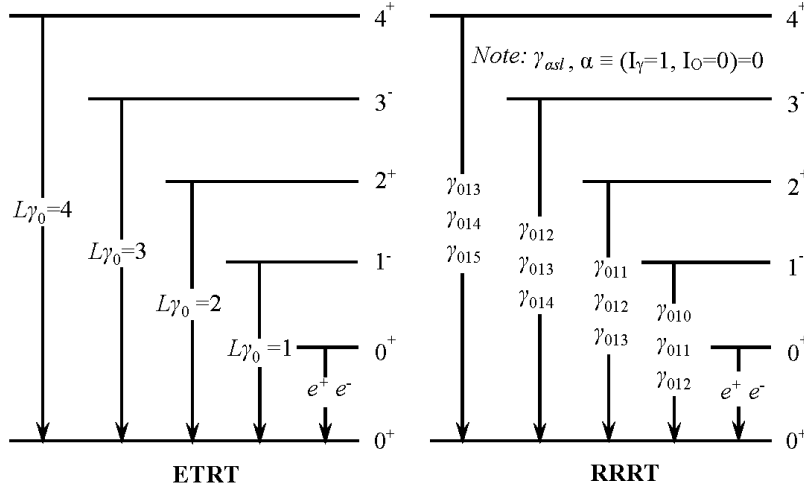 4⁺
3⁻
2⁺
1⁻
0⁺
0⁺
Lγ₀=4
Lγ₀=3
Lγ₀=2
Lγ₀=1
e⁺ e⁻
ETRT
4⁺
Note: γₐₛₗ, α ≡ (Iᵧ=1, I_O=0)=0
3⁻
2⁺
1⁻
0⁺
0⁺
γ₀₁₃
γ₀₁₄
γ₀₁₅
γ₀₁₂
γ₀₁₃
γ₀₁₄
γ₀₁₁
γ₀₁₂
γ₀₁₃
γ₀₁₀
γ₀₁₁
γ₀₁₂
e⁺ e⁻
RRRT